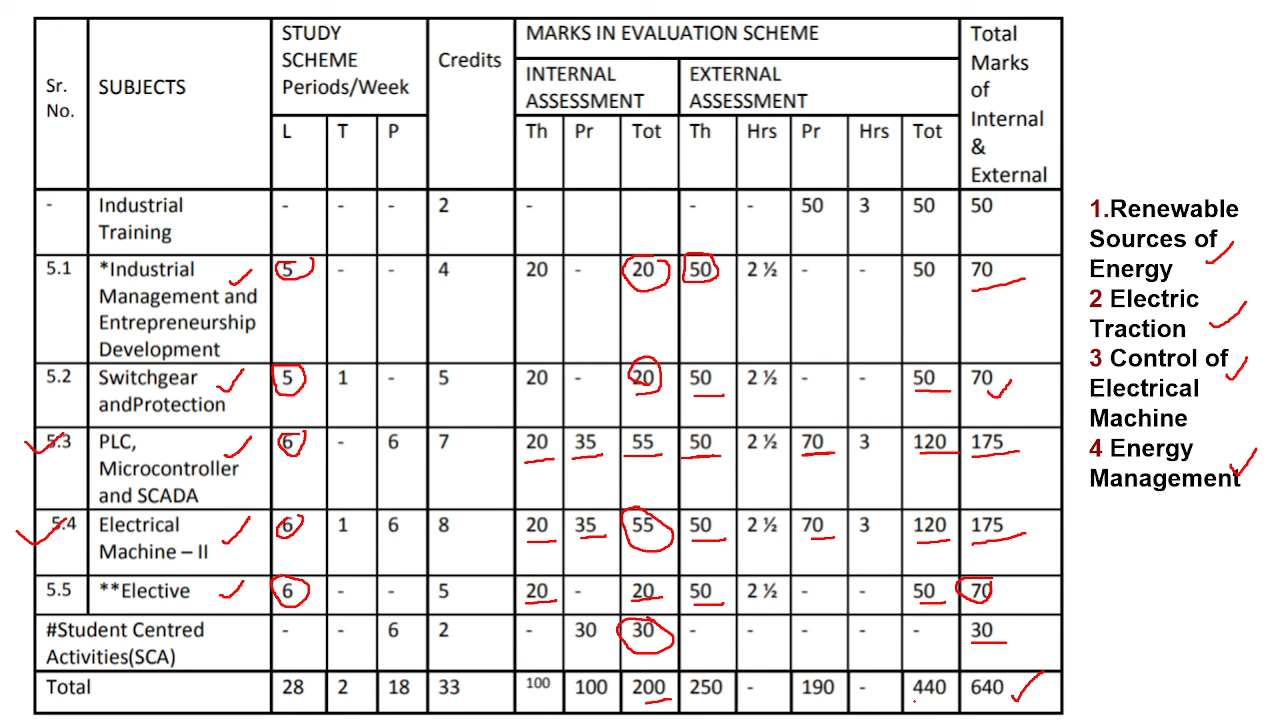 Sr. No. | SUBJECTS | STUDY SCHEME Periods/Week | Credits | MARKS IN EVALUATION SCHEME | Total Marks of Internal & External
INTERNAL ASSESSMENT | EXTERNAL ASSESSMENT
L | T | P | Th | Pr | Tot | Th | Hrs | Pr | Hrs | Tot
- | Industrial Training | - | - | - | 2 | - | | | - | - | 50 | 3 | 50 | 50
5.1 | *Industrial Management and Entrepreneurship Development | 5 | - | - | 4 | 20 | - | 20 | 50 | 2 ½ | | | 50 | 70
5.2 | Switchgear andProtection | 5 | 1 | - | 5 | 20 | - | 20 | 50 | 2 ½ | - | - | 50 | 70
5.3 | PLC, Microcontroller and SCADA | 6 | - | 6 | 7 | 20 | 35 | 55 | 50 | 2 ½ | 70 | 3 | 120 | 175
5.4 | Electrical Machine – II | 6 | 1 | 6 | 8 | 20 | 35 | 55 | 50 | 2 ½ | 70 | 3 | 120 | 175
5.5 | **Elective | 6 | - | - | 5 | 20 | - | 20 | 50 | 2 ½ | - | - | 50 | 70
#Student Centred Activities(SCA) | - | - | 6 | 2 | - | 30 | 30 | - | - | - | - | - | 30
Total | 28 | 2 | 18 | 33 | 100 | 100 | 200 | 250 | - | 190 | - | 440 | 640
1.Renewable
Sources of
Energy
2 Electric
Traction
3 Control of
Electrical
Machine
4 Energy
Management